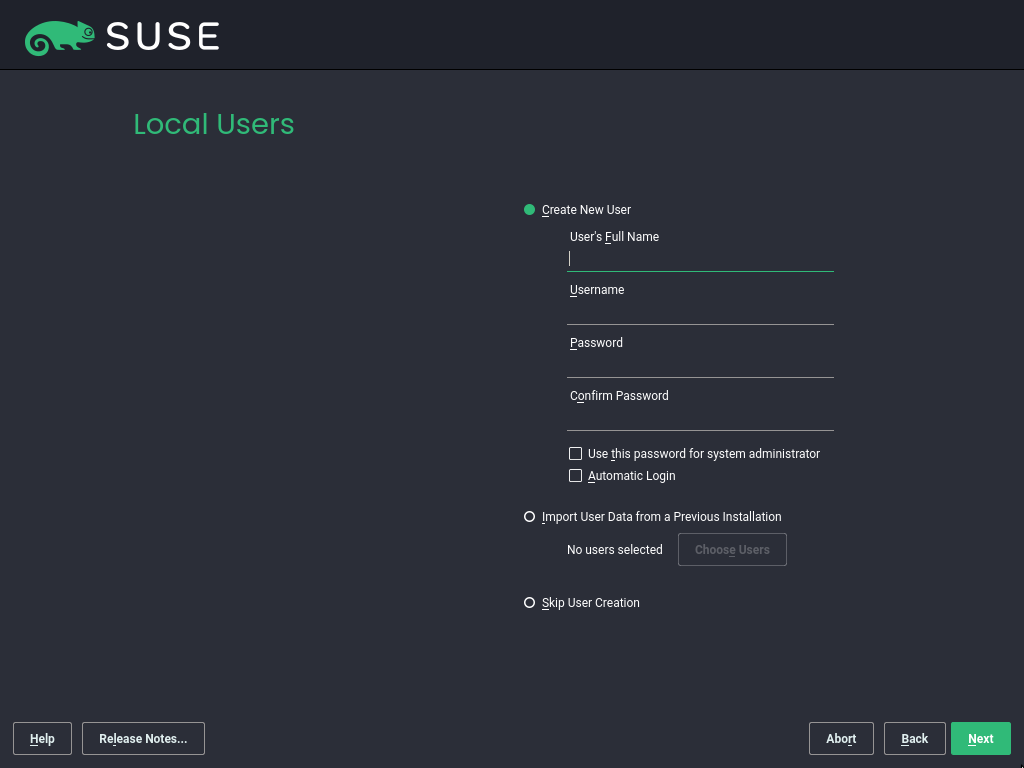 SUSE
Local Users
Create New User
User's Full Name
Username
Password
Confirm Password
Use this password for system administrator
Automatic Login
Import User Data from a Previous Installation
No users selected Choose Users
Skip User Creation
Help Release Notes... Abort Back Next